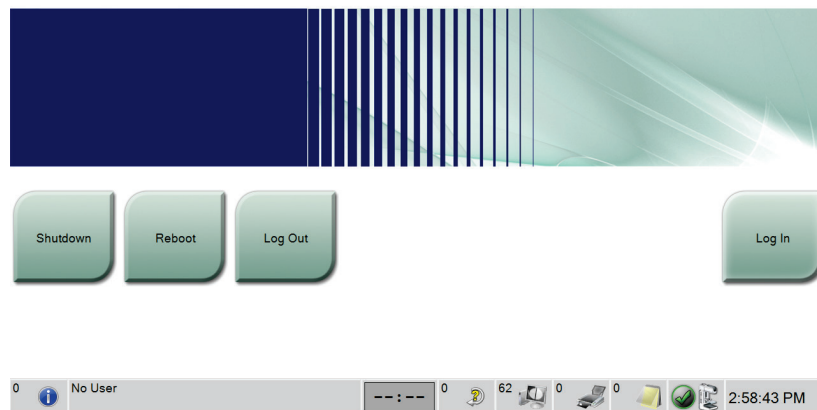 Shutdown
Reboot
Log Out
Log In
0
No User
--:--
0
62
0
0
2:58:43 PM